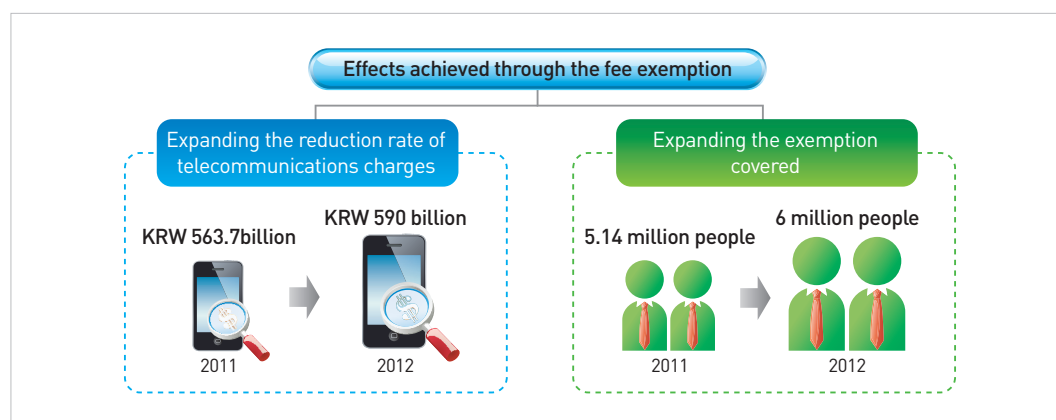 Effects achieved through the fee exemption
Expanding the reduction rate of
telecommunications charges
KRW 563.7billion
KRW 590 billion
2011
2012
Expanding the exemption
covered
5.14 million people
6 million people
2011
2012